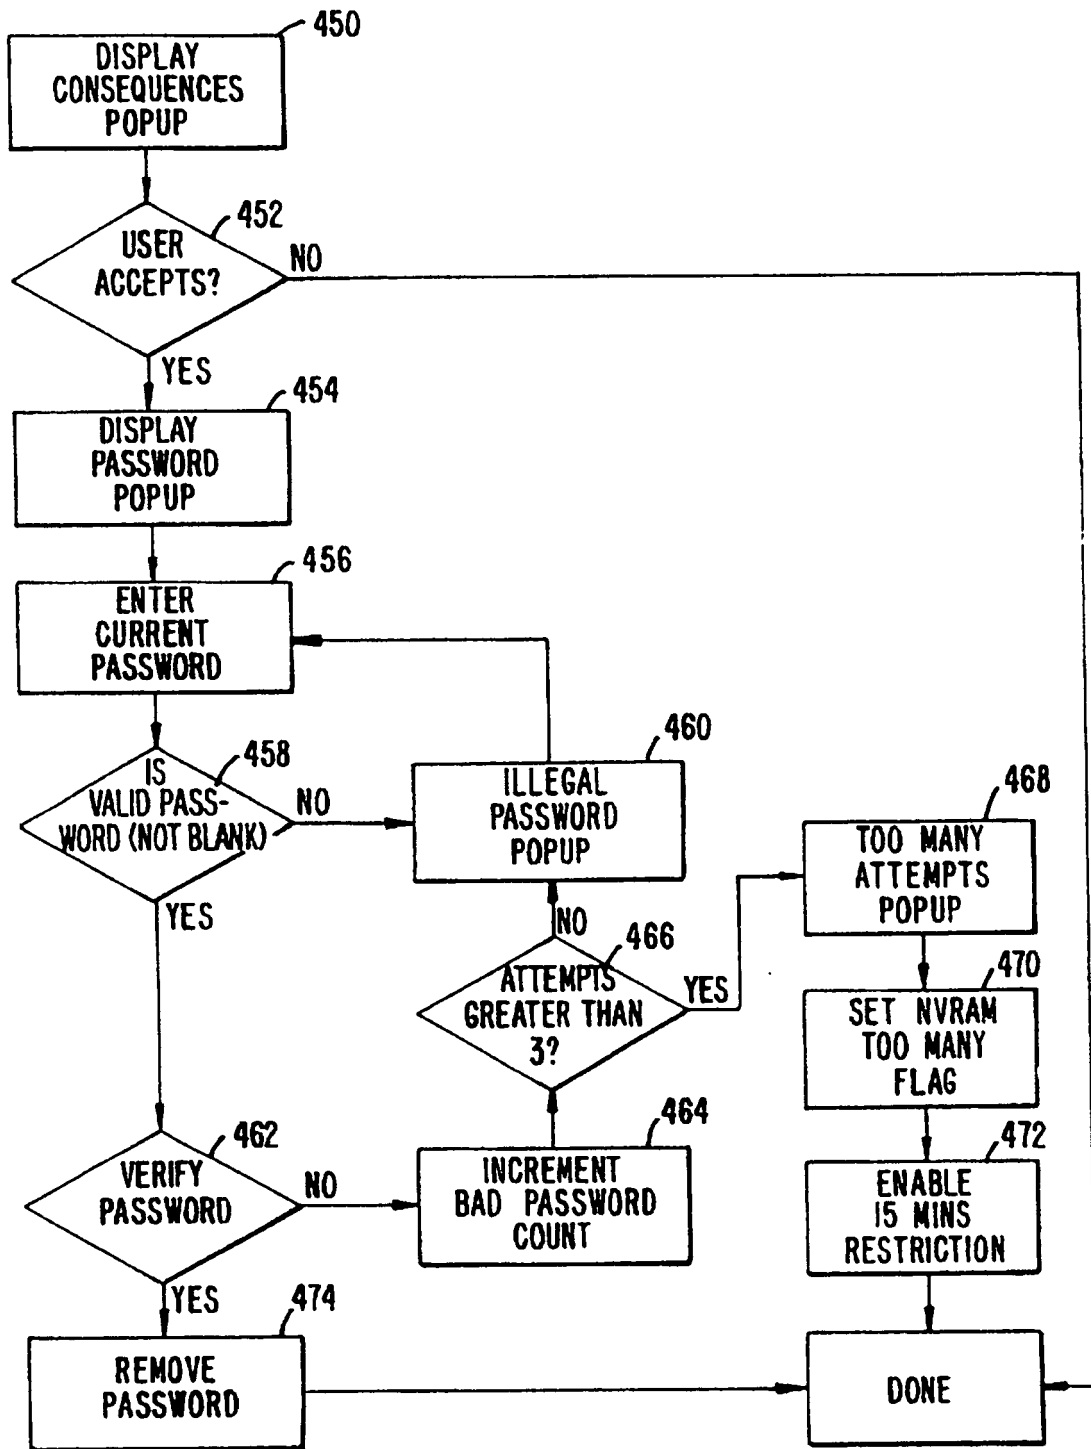 450
DISPLAY
CONSEQUENCES
POPUP
452
USER
ACCEPTS?
NO
YES
454
DISPLAY
PASSWORD
POPUP
456
ENTER
CURRENT
PASSWORD
458
IS
VALID PASS-
WORD (NOT BLANK)
NO
YES
460
ILLEGAL
PASSWORD
POPUP
NO
466
ATTEMPTS
GREATER THAN
3?
YES
468
TOO MANY
ATTEMPTS
POPUP
470
SET NVRAM
TOO MANY
FLAG
472
ENABLE
15 MINS
RESTRICTION
462
VERIFY
PASSWORD
NO
464
INCREMENT
BAD PASSWORD
COUNT
YES
474
REMOVE
PASSWORD
DONE